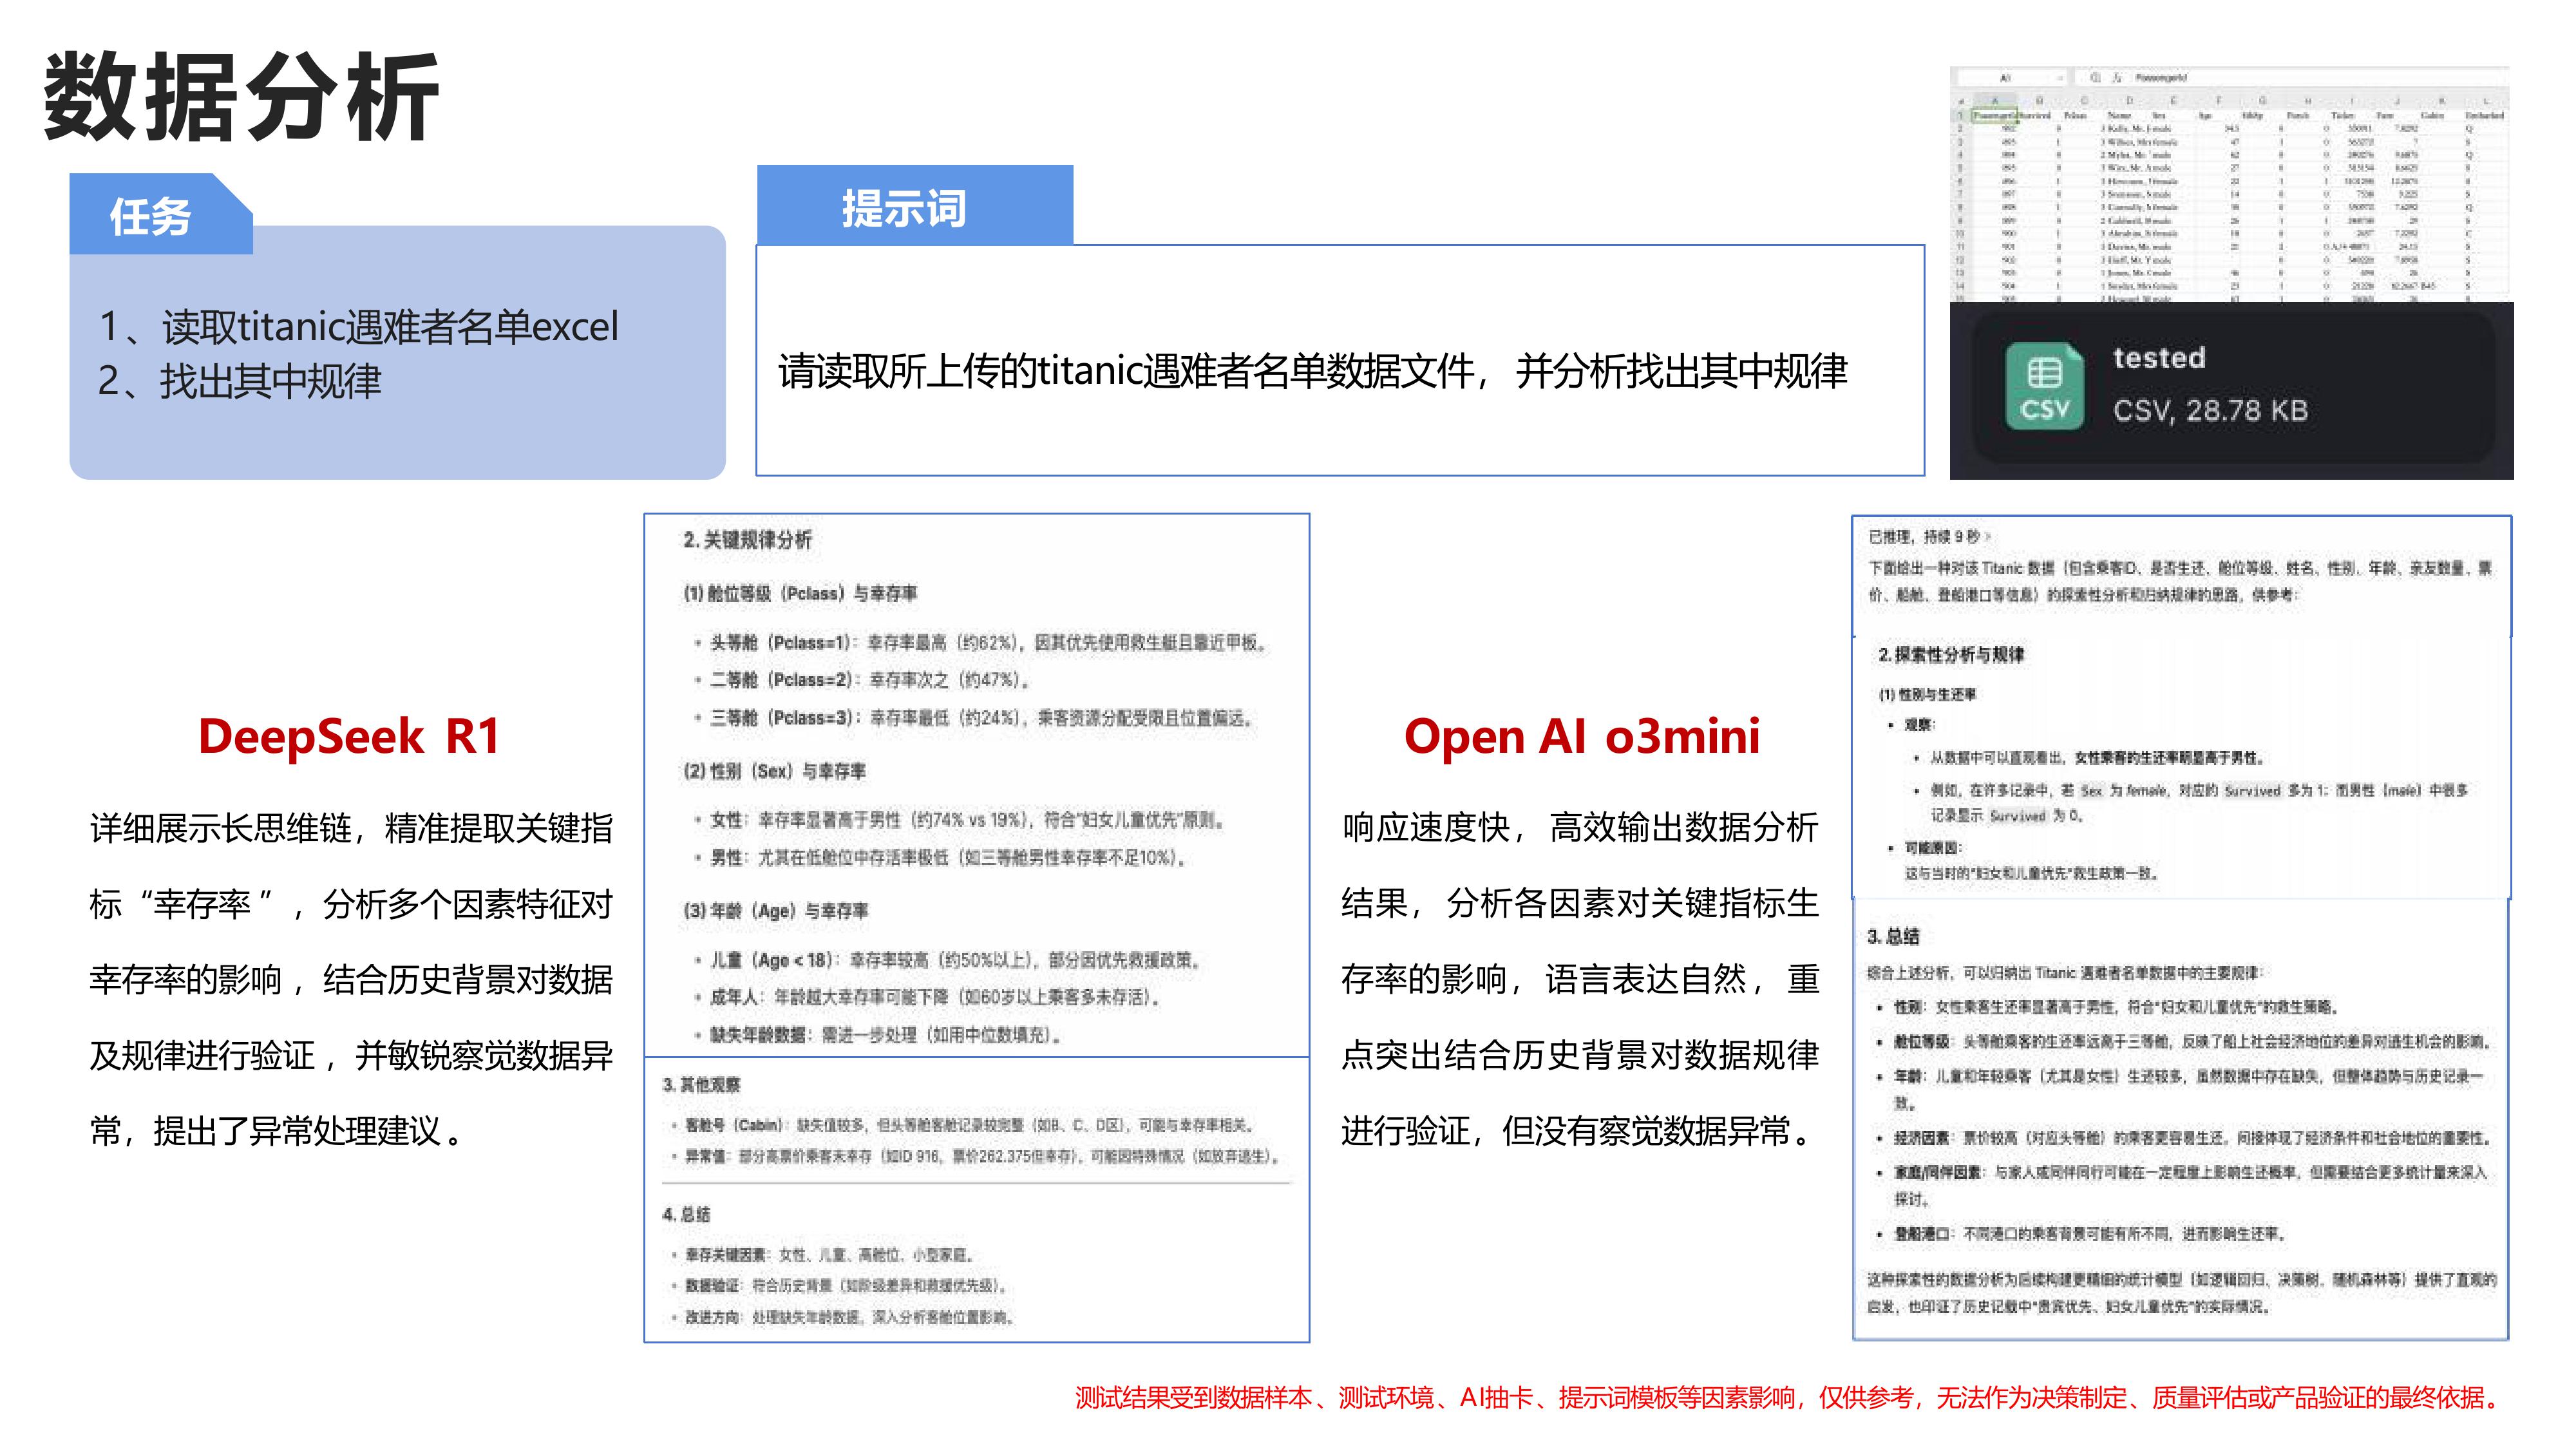 数据分析
任务
1、读取titanic遇难者名单excel
2、找出其中规律
提示词
请读取所上传的titanic遇难者名单数据文件，并分析找出其中规律
A1
PassengerId
tested
CSV
CSV, 28.78 KB
DeepSeek R1
详细展示长思维链，精准提取关键指
标“幸存率”，分析多个因素特征对
幸存率的影响，结合历史背景对数据
及规律进行验证，并敏锐察觉数据异
常，提出了异常处理建议。
2. 关键规律分析
(1) 舱位等级（Pclass）与幸存率
• 头等舱（Pclass=1）：幸存率最高（约62%），因其优先使用救生艇且靠近甲板。
• 二等舱（Pclass=2）：幸存率次之（约47%）。
• 三等舱（Pclass=3）：幸存率最低（约24%），乘客资源分配受限且位置偏远。
(2) 性别（Sex）与幸存率
• 女性：幸存率显著高于男性（约74% vs 19%），符合“妇女儿童优先”原则。
• 男性：尤其在低舱位中存活率极低（如三等舱男性幸存率不足10%）。
(3) 年龄（Age）与幸存率
• 儿童（Age < 18）：幸存率较高（约50%以上），部分因优先救援政策。
• 成年人：年龄越大幸存率可能下降（如60岁以上乘客多未存活）。
• 缺失年龄数据：需进一步处理（如用中位数填充）。
3. 其他观察
• 客舱号（Cabin）：缺失值较多，但头等舱客舱记录较完整（如B、C、D区），可能与幸存率相关。
• 异常值：部分高票价乘客未幸存（如ID 916，票价262.375但幸存），可能因特殊情况（如放弃逃生）。
4. 总结
• 幸存关键因素：女性、儿童、高舱位、小型家庭。
• 数据验证：符合历史背景（如阶级差异和救援优先级）。
• 改进方向：处理缺失年龄数据，深入分析客舱位置影响。
Open AI o3mini
响应速度快，高效输出数据分析
结果，分析各因素对关键指标生
存率的影响，语言表达自然，重
点突出结合历史背景对数据规律
进行验证，但没有察觉数据异常。
已推理，持续 9 秒 >
下面给出一种对该 Titanic 数据（包含乘客ID、是否生还、舱位等级、姓名、性别、年龄、亲友数量、票
价、船舱、登船港口等信息）的探索性分析和归纳规律的思路，供参考：
2. 探索性分析与规律
(1) 性别与生还率
• 观察：
• 从数据中可以直观看出，女性乘客的生还率明显高于男性。
• 例如，在许多记录中，若 Sex 为 female，对应的 Survived 多为 1；而男性（male）中很多
记录显示 Survived 为 0。
• 可能原因：
这与当时的“妇女和儿童优先”救生政策一致。
3. 总结
综合上述分析，可以归纳出 Titanic 遇难者名单数据中的主要规律：
• 性别：女性乘客生还率显著高于男性，符合“妇女和儿童优先”的救生策略。
• 舱位等级：头等舱乘客的生还率远高于三等舱，反映了船上社会经济地位的差异对逃生机会的影响。
• 年龄：儿童和年轻乘客（尤其是女性）生还较多，虽然数据中存在缺失，但整体趋势与历史记录一
致。
• 经济因素：票价较高（对应头等舱）的乘客更容易生还，间接体现了经济条件和社会地位的重要性。
• 家庭/同伴因素：与家人或同伴同行可能在一定程度上影响生还概率，但需要结合更多统计量来深入
探讨。
• 登船港口：不同港口的乘客背景可能有所不同，进而影响生还率。
这种探索性的数据分析为后续构建更精细的统计模型（如逻辑回归、决策树、随机森林等）提供了直观的
启发，也印证了历史记载中“贵宾优先、妇女儿童优先”的实际情况。
测试结果受到数据样本、测试环境、AI抽卡、提示词模板等因素影响，仅供参考，无法作为决策制定、质量评估或产品验证的最终依据。